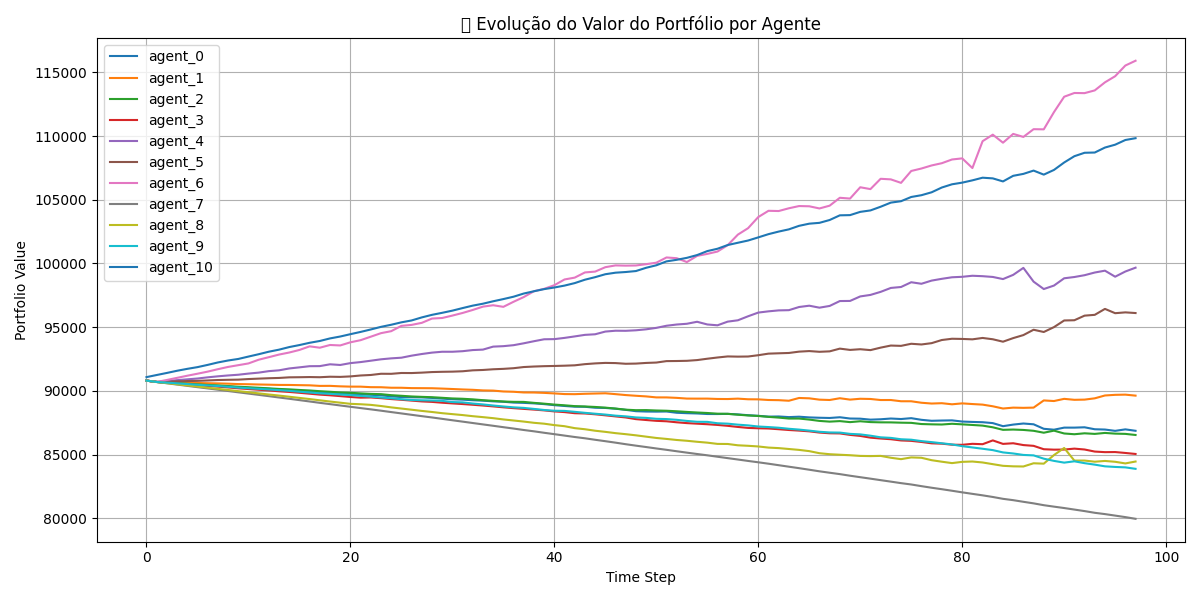 Evolução do Valor do Portfólio por Agente
agent_0
agent_1
agent_2
agent_3
agent_4
agent_5
agent_6
agent_7
agent_8
agent_9
agent_10
115000
110000
105000
100000
95000
90000
85000
80000
Portfolio Value
0 20 40 60 80 100
Time Step